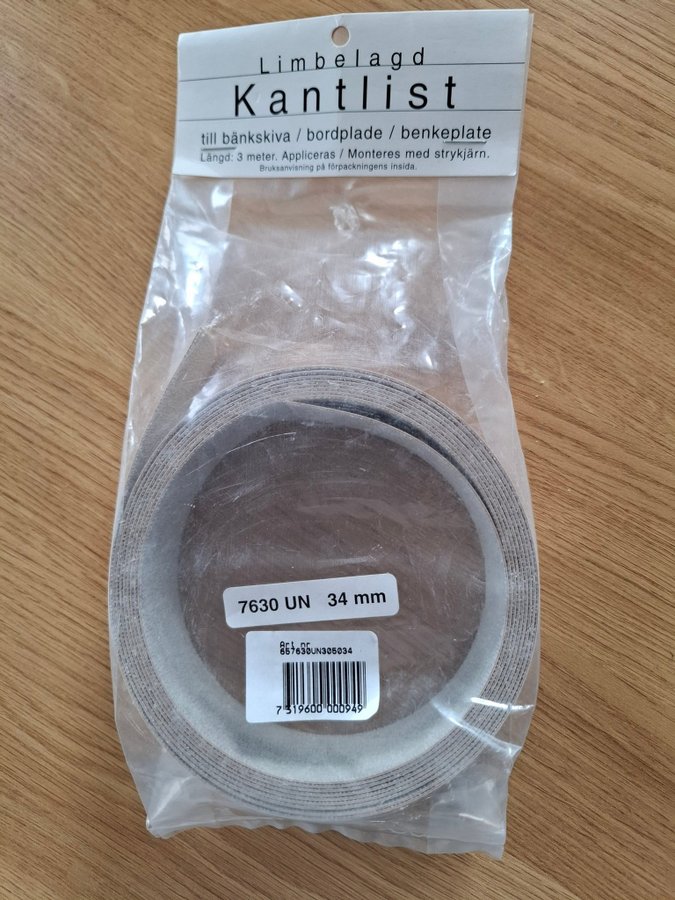 Limbelagd
Kantlist
till bänkskiva / bordplade / benkeplate
Längd: 3 meter. Appliceras / Monteres med strykjärn.
Bruksanvisning på förpackningens insida.
7630 UN 34 mm
Art nr
657630UN305034
7 319600 000949